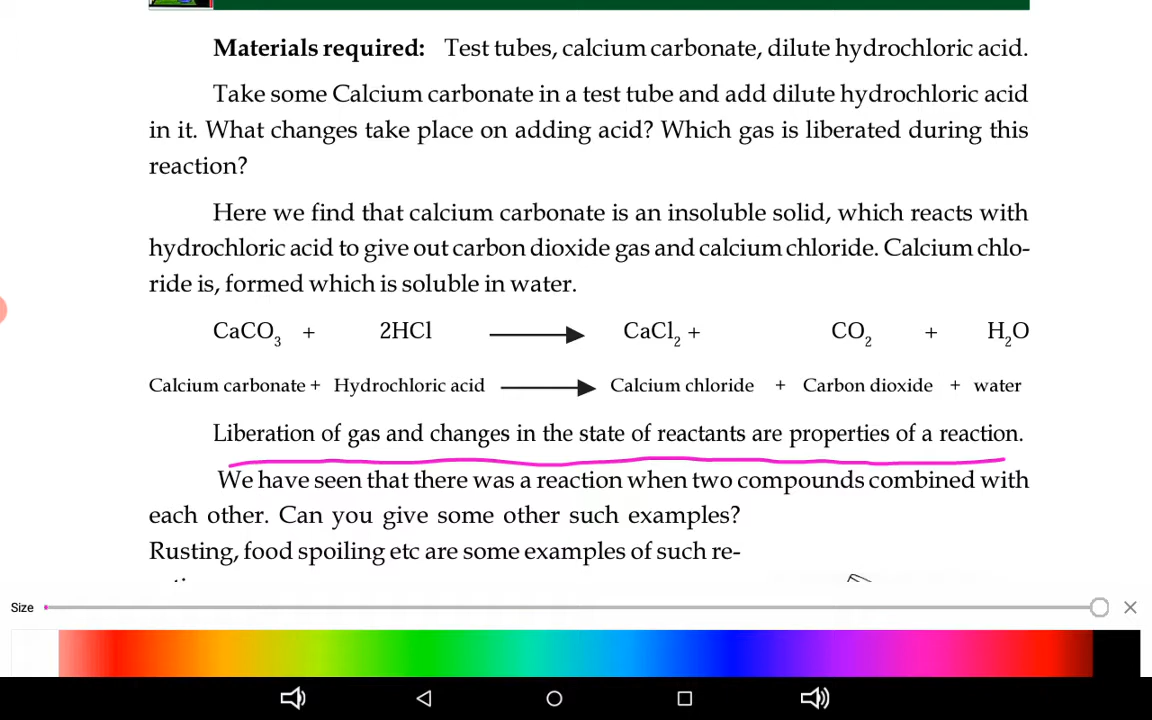 Materials required: Test tubes, calcium carbonate, dilute hydrochloric acid.
Take some Calcium carbonate in a test tube and add dilute hydrochloric acid
in it. What changes take place on adding acid? Which gas is liberated during this
reaction?
Here we find that calcium carbonate is an insoluble solid, which reacts with
hydrochloric acid to give out carbon dioxide gas and calcium chloride. Calcium chlo-
ride is, formed which is soluble in water.
CaCO₃ + 2HCl ⟶ CaCl₂ + CO₂ + H₂O
Calcium carbonate + Hydrochloric acid ⟶ Calcium chloride + Carbon dioxide + water
Liberation of gas and changes in the state of reactants are properties of a reaction.
We have seen that there was a reaction when two compounds combined with
each other. Can you give some other such examples?
Rusting, food spoiling etc are some examples of such re-
Size